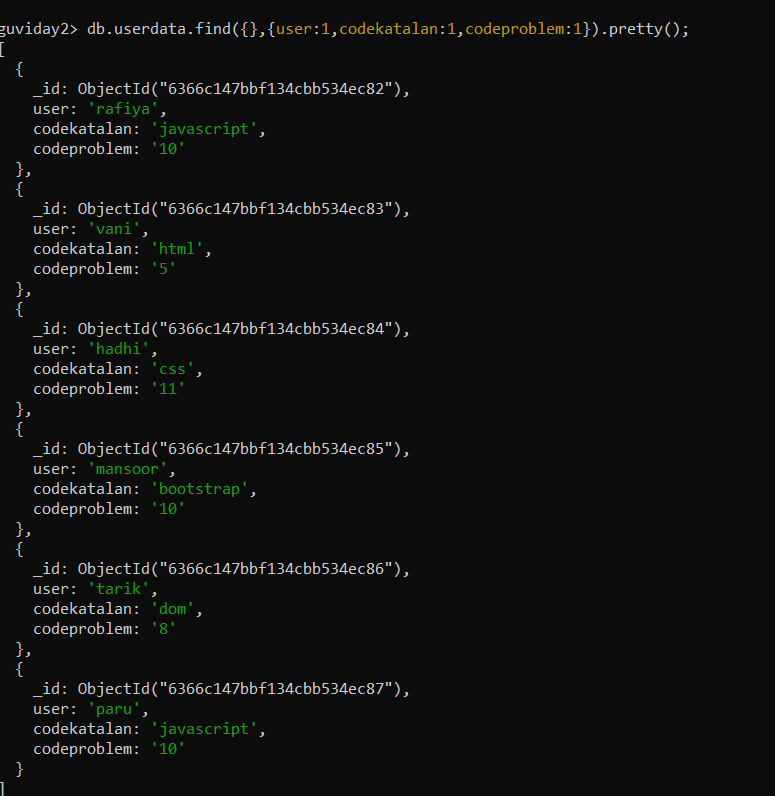 guviday2> db.userdata.find({},{user:1,codekatalan:1,codeproblem:1}).pretty();
[
  {
    _id: ObjectId("6366c147bbf134cbb534ec82"),
    user: 'rafiya',
    codekatalan: 'javascript',
    codeproblem: '10'
  },
  {
    _id: ObjectId("6366c147bbf134cbb534ec83"),
    user: 'vani',
    codekatalan: 'html',
    codeproblem: '5'
  },
  {
    _id: ObjectId("6366c147bbf134cbb534ec84"),
    user: 'hadhi',
    codekatalan: 'css',
    codeproblem: '11'
  },
  {
    _id: ObjectId("6366c147bbf134cbb534ec85"),
    user: 'mansoor',
    codekatalan: 'bootstrap',
    codeproblem: '10'
  },
  {
    _id: ObjectId("6366c147bbf134cbb534ec86"),
    user: 'tarik',
    codekatalan: 'dom',
    codeproblem: '8'
  },
  {
    _id: ObjectId("6366c147bbf134cbb534ec87"),
    user: 'paru',
    codekatalan: 'javascript',
    codeproblem: '10'
  }
]